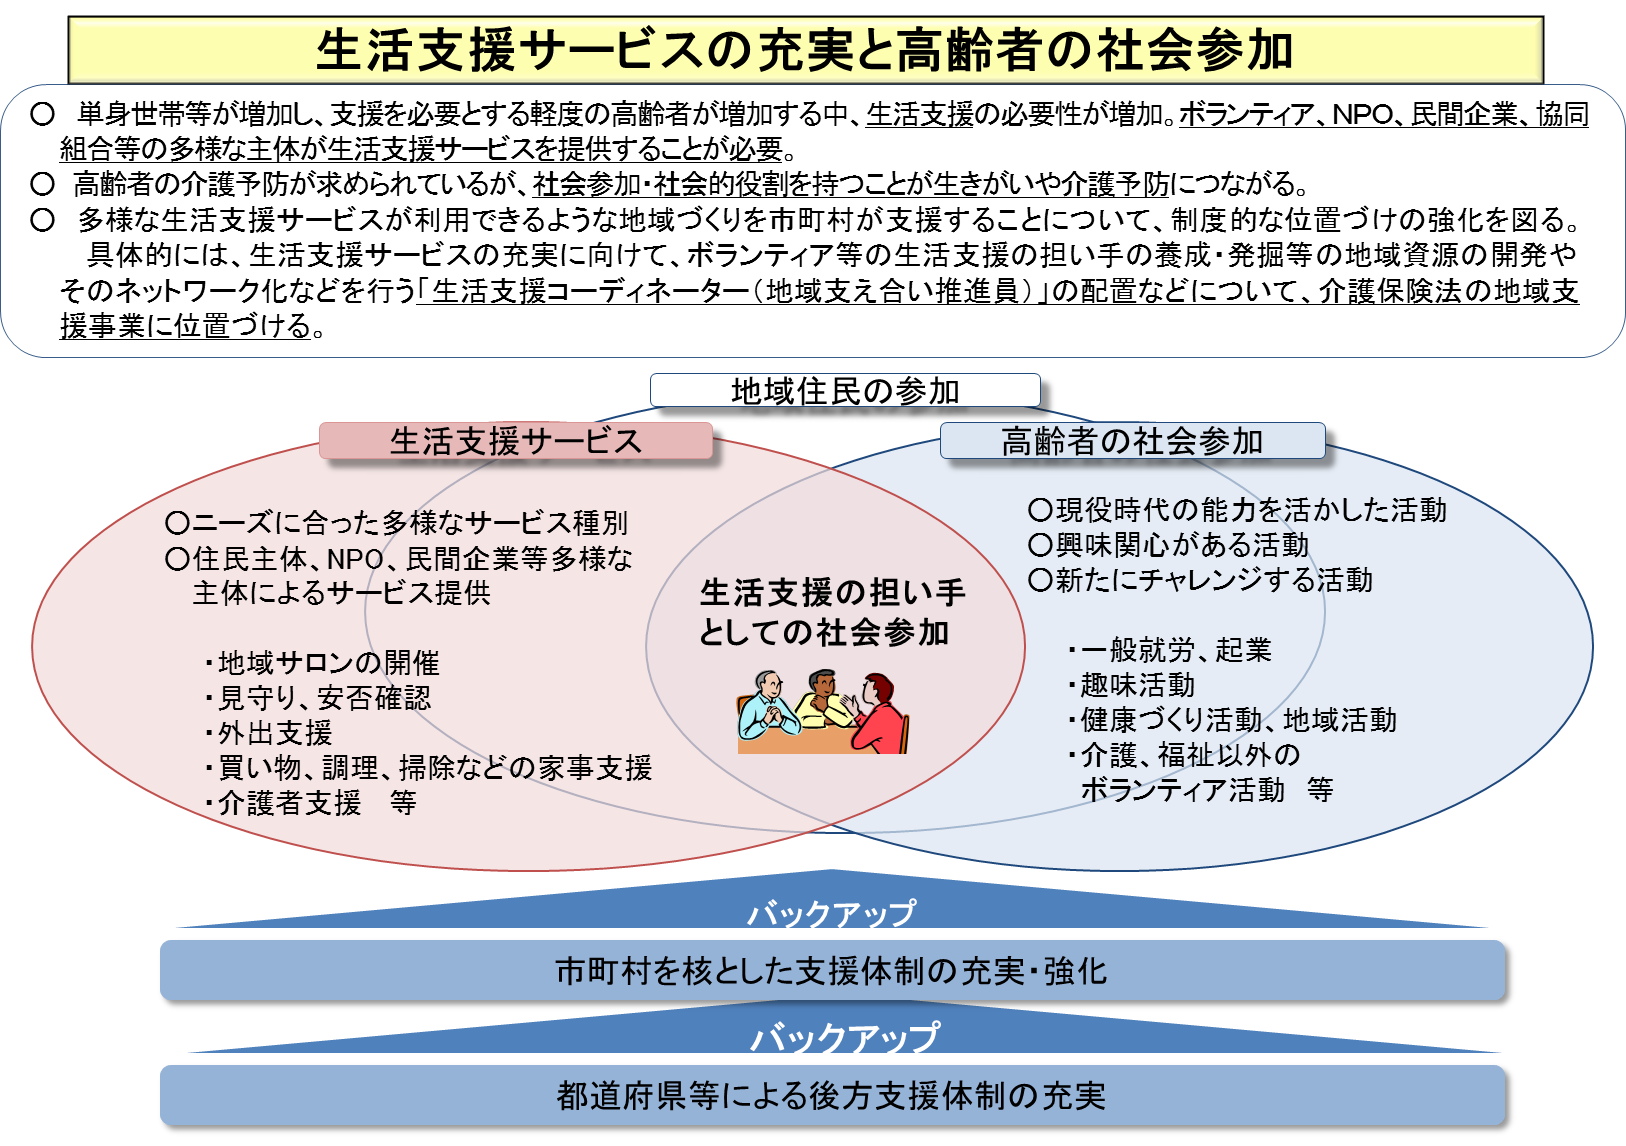 生活支援サービスの充実と高齢者の社会参加
○　単身世帯等が増加し、支援を必要とする軽度の高齢者が増加する中、生活支援の必要性が増加。ボランティア、NPO、民間企業、協同
組合等の多様な主体が生活支援サービスを提供することが必要。
○　高齢者の介護予防が求められているが、社会参加・社会的役割を持つことが生きがいや介護予防につながる。
○　多様な生活支援サービスが利用できるような地域づくりを市町村が支援することについて、制度的な位置づけの強化を図る。
具体的には、生活支援サービスの充実に向けて、ボランティア等の生活支援の担い手の養成・発掘等の地域資源の開発や
そのネットワーク化などを行う「生活支援コーディネーター（地域支え合い推進員）」の配置などについて、介護保険法の地域支
援事業に位置づける。
地域住民の参加
生活支援サービス
○ニーズに合った多様なサービス種別
○住民主体、NPO、民間企業等多様な
主体によるサービス提供
・地域サロンの開催
・見守り、安否確認
・外出支援
・買い物、調理、掃除などの家事支援
・介護者支援　等
生活支援の担い手
としての社会参加
高齢者の社会参加
○現役時代の能力を活かした活動
○興味関心がある活動
○新たにチャレンジする活動
・一般就労、起業
・趣味活動
・健康づくり活動、地域活動
・介護、福祉以外の
ボランティア活動　等
バックアップ
市町村を核とした支援体制の充実・強化
バックアップ
都道府県等による後方支援体制の充実